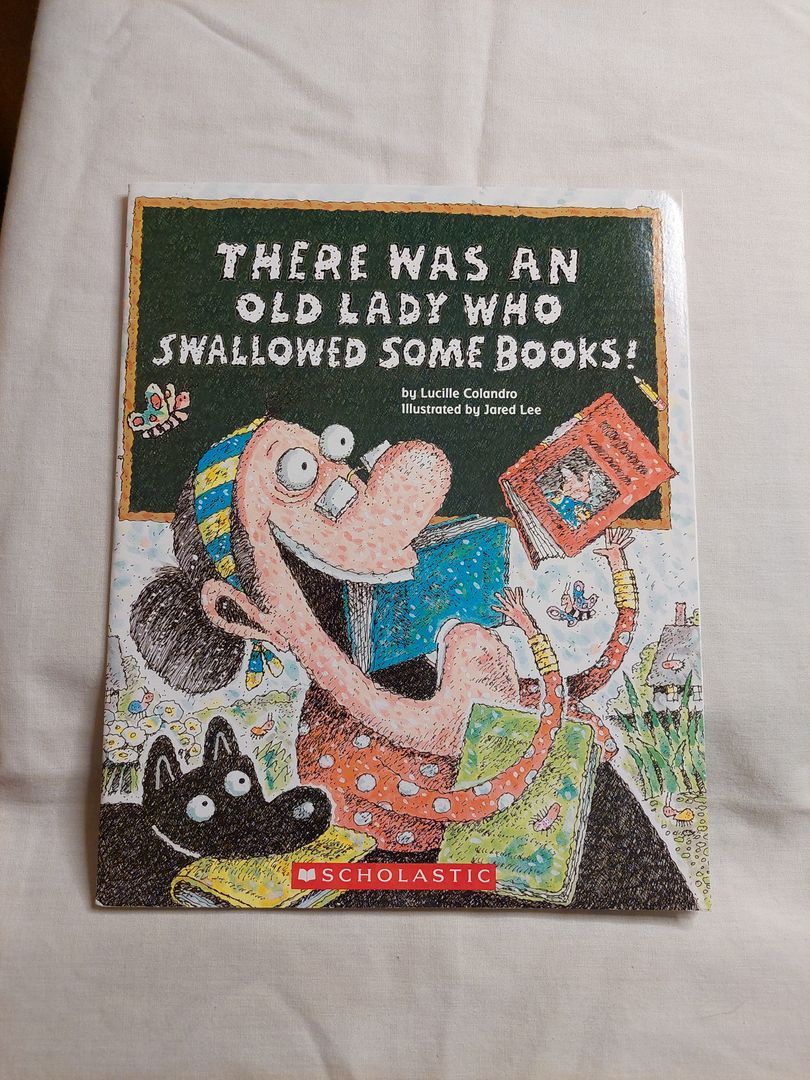 THERE WAS AN
OLD LADY WHO
SWALLOWED SOME BOOKS!
by Lucille Colandro
Illustrated by Jared Lee
SCHOLASTIC